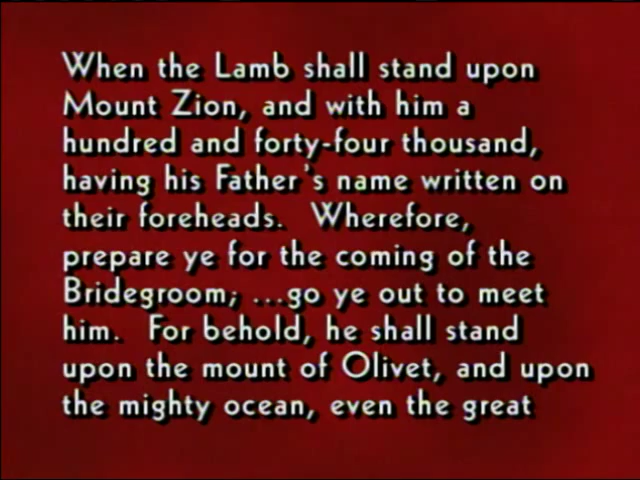 When the Lamb shall stand upon
Mount Zion, and with him a
hundred and forty-four thousand,
having his Father's name written on
their foreheads. Wherefore,
prepare ye for the coming of the
Bridegroom; ...go ye out to meet
him. For behold, he shall stand
upon the mount of Olivet, and upon
the mighty ocean, even the great